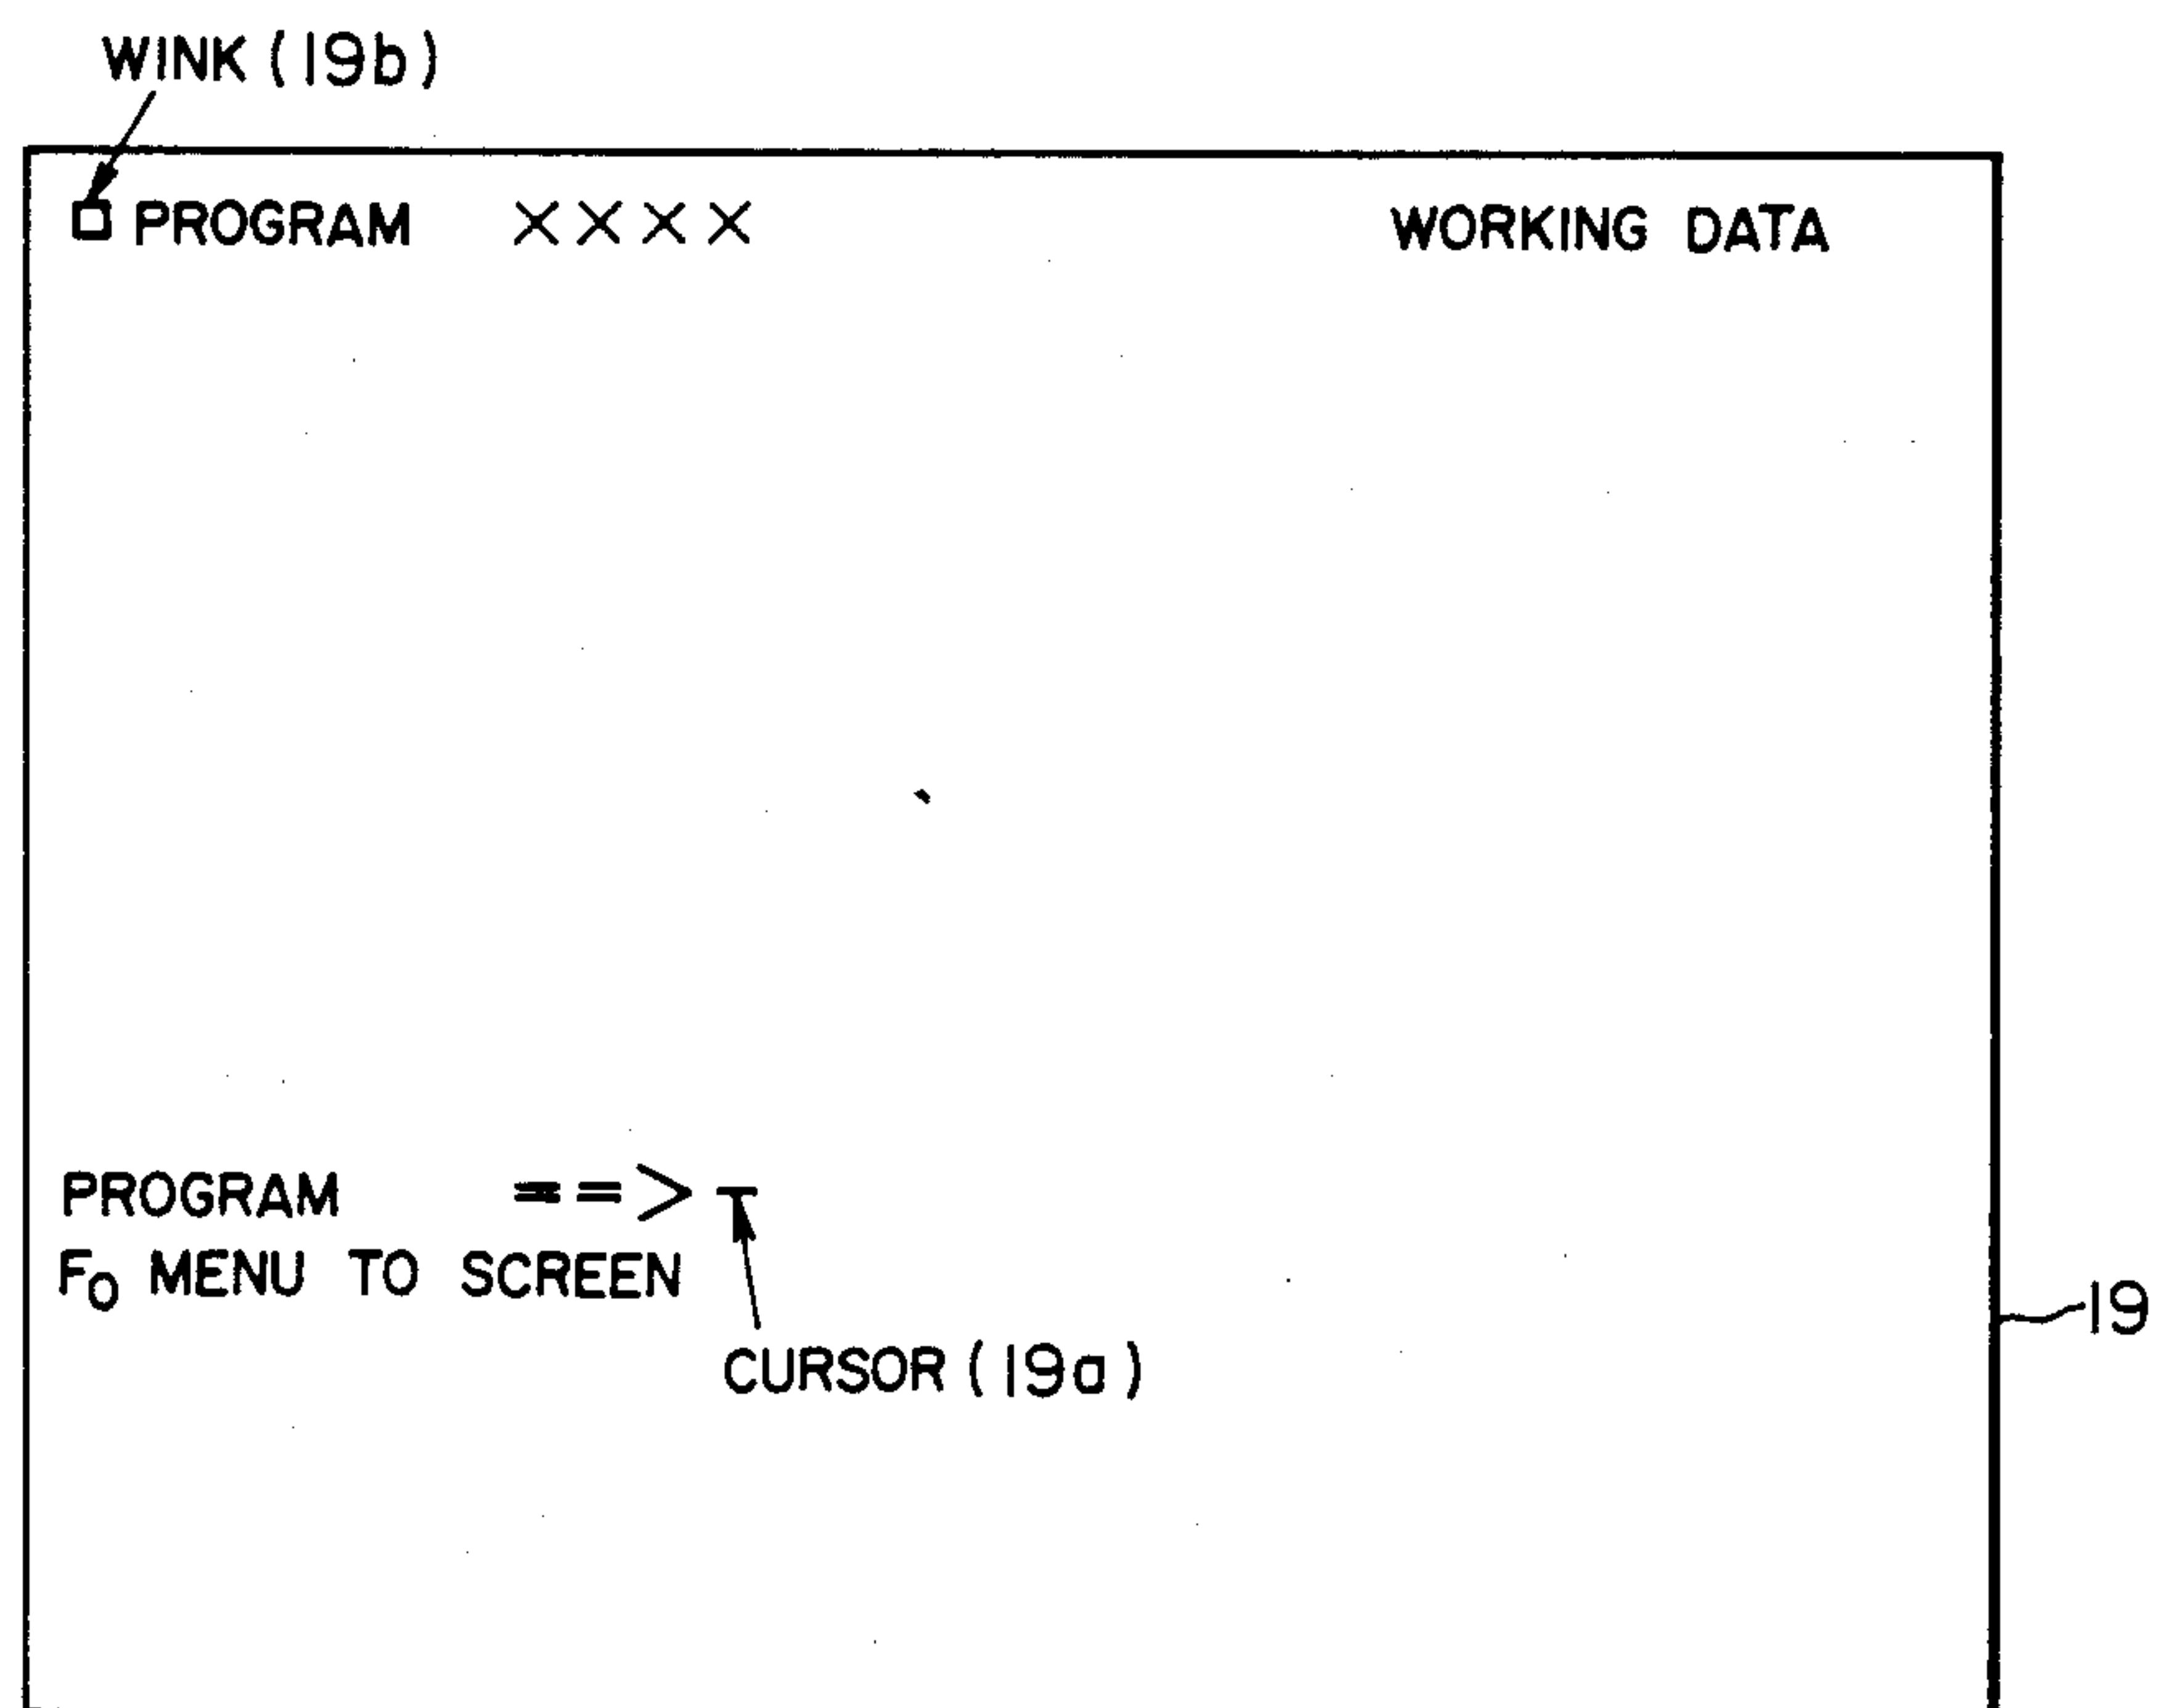 WINK (19b)
PROGRAM XXXX WORKING DATA
PROGRAM ==>
F0 MENU TO SCREEN
19
CURSOR (19a)